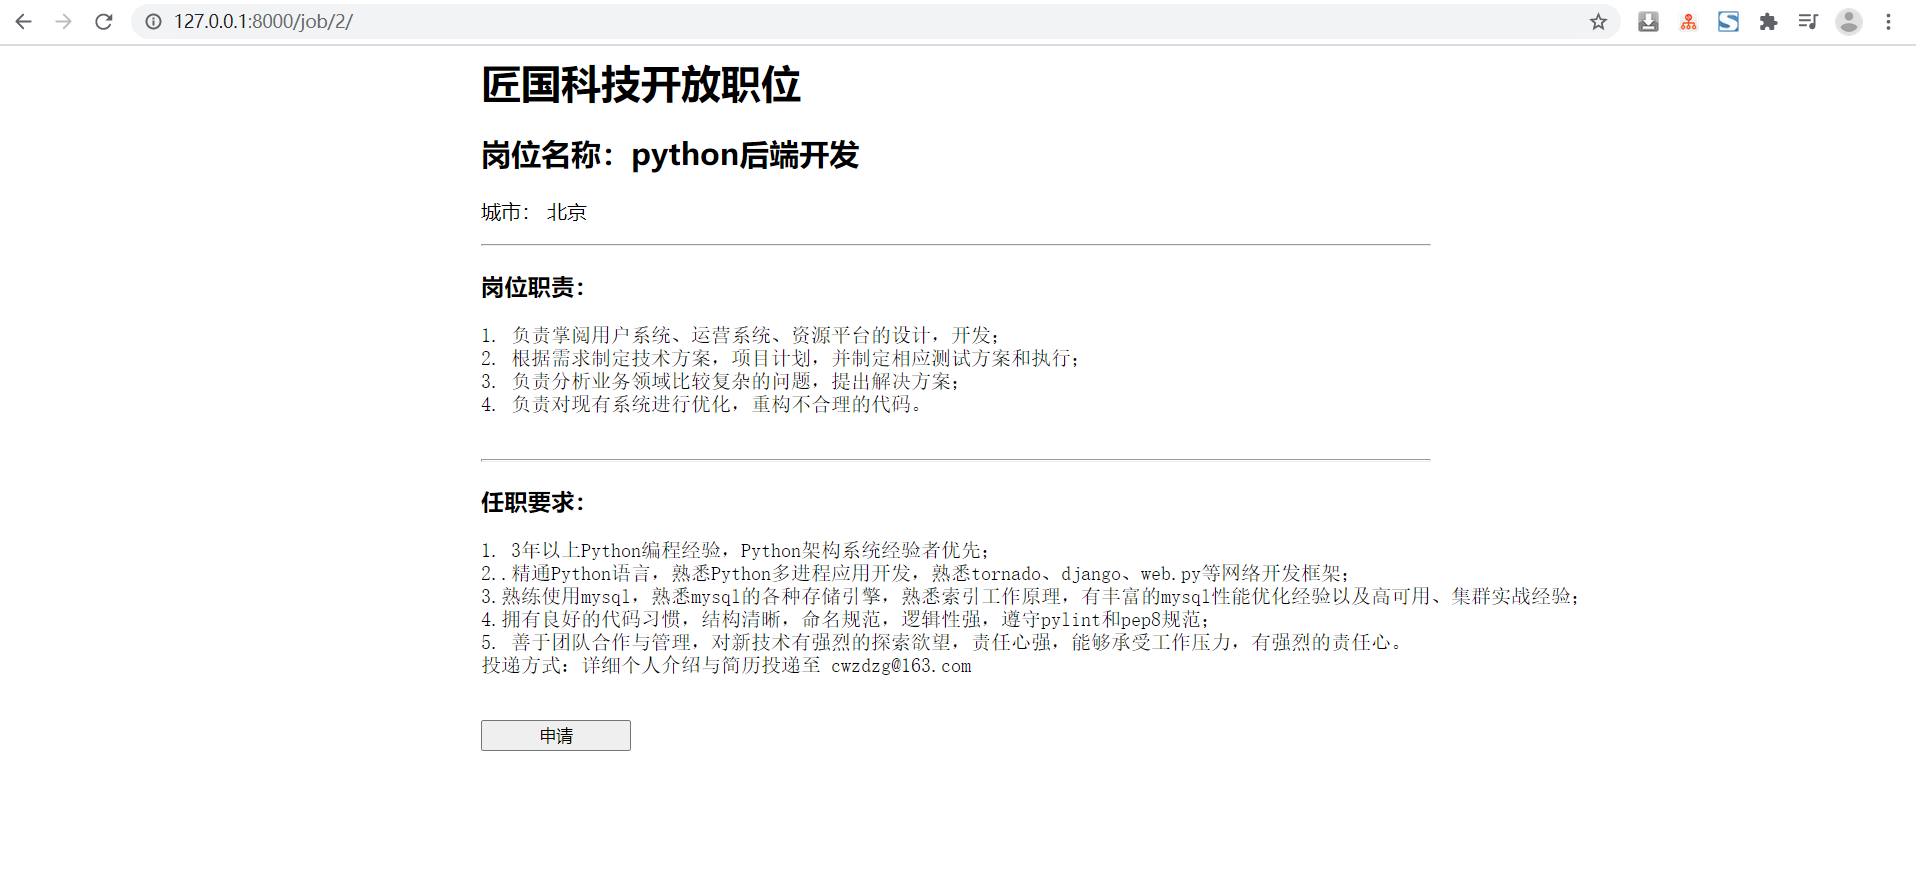 127.0.0.1:8000/job/2/
匠国科技开放职位
岗位名称：python后端开发
城市： 北京
岗位职责：
1. 负责掌阅用户系统、运营系统、资源平台的设计，开发；
2. 根据需求制定技术方案，项目计划，并制定相应测试方案和执行；
3. 负责分析业务领域比较复杂的问题，提出解决方案；
4. 负责对现有系统进行优化，重构不合理的代码。
任职要求：
1. 3年以上Python编程经验，Python架构系统经验者优先；
2..精通Python语言，熟悉Python多进程应用开发，熟悉tornado、django、web.py等网络开发框架；
3.熟练使用mysql，熟悉mysql的各种存储引擎，熟悉索引工作原理，有丰富的mysql性能优化经验以及高可用、集群实战经验；
4.拥有良好的代码习惯，结构清晰，命名规范，逻辑性强，遵守pylint和pep8规范；
5. 善于团队合作与管理，对新技术有强烈的探索欲望，责任心强，能够承受工作压力，有强烈的责任心。
投递方式：详细个人介绍与简历投递至 cwzdzg@163.com
申请